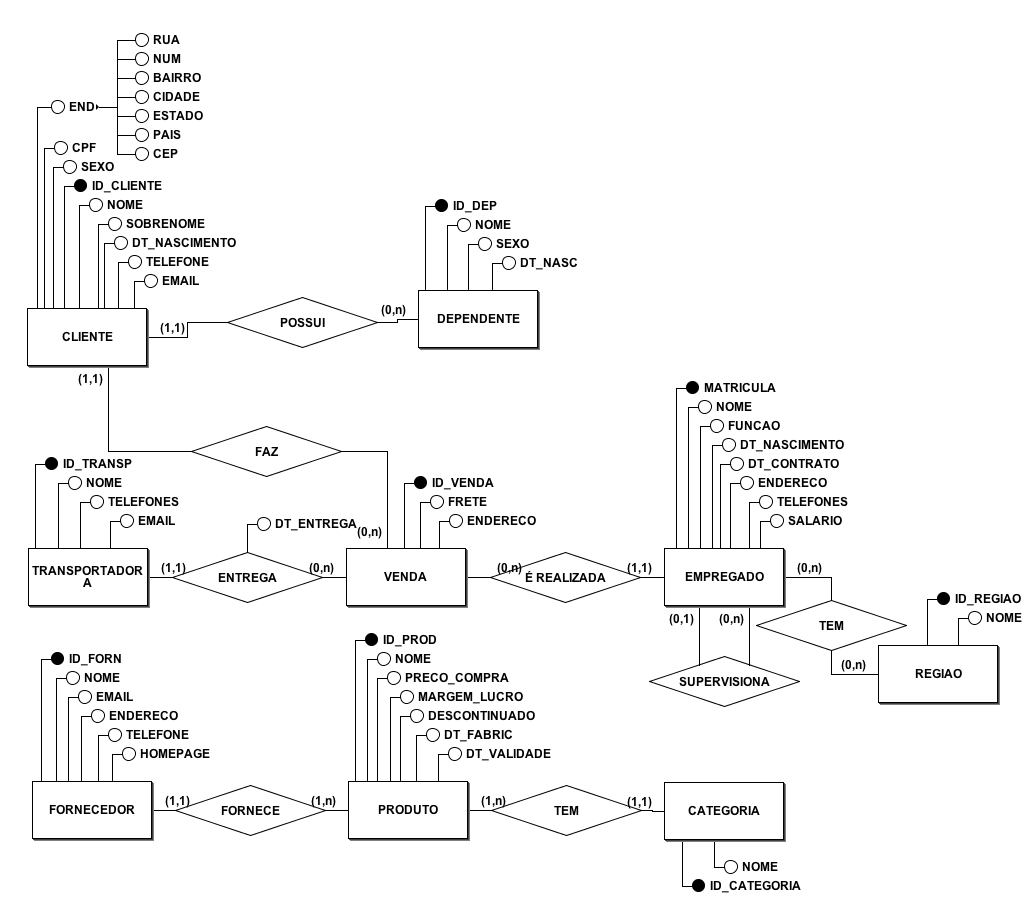 RUA
NUM
BAIRRO
CIDADE
END
ESTADO
PAIS
CEP
CPF
SEXO
ID_CLIENTE
NOME
SOBRENOME
DT_NASCIMENTO
TELEFONE
EMAIL
CLIENTE
(1,1)
(1,1)
POSSUI
(0,n)
ID_DEP
NOME
SEXO
DT_NASC
DEPENDENTE
FAZ
(0,n)
ID_TRANSP
NOME
TELEFONES
EMAIL
TRANSPORTADOR
A
(1,1)
DT_ENTREGA
ENTREGA
(0,n)
ID_VENDA
FRETE
ENDERECO
VENDA
(0,n)
É REALIZADA
(1,1)
MATRICULA
NOME
FUNCAO
DT_NASCIMENTO
DT_CONTRATO
ENDERECO
TELEFONES
SALARIO
EMPREGADO
(0,n)
(0,1)
(0,n)
SUPERVISIONA
TEM
(0,n)
ID_REGIAO
NOME
REGIAO
ID_FORN
NOME
EMAIL
ENDERECO
TELEFONE
HOMEPAGE
FORNECEDOR
(1,1)
FORNECE
(1,n)
ID_PROD
NOME
PRECO_COMPRA
MARGEM_LUCRO
DESCONTINUADO
DT_FABRIC
DT_VALIDADE
PRODUTO
(1,n)
TEM
(1,1)
CATEGORIA
NOME
ID_CATEGORIA